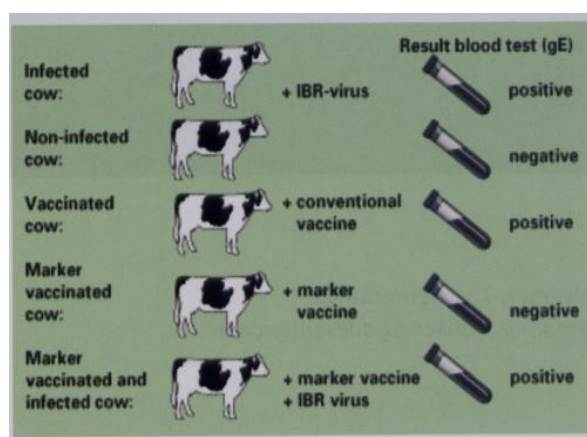 Result blood test (gE)
Infected
cow:
+ IBR-virus
positive
Non-infected
cow:
negative
Vaccinated
cow:
+ conventional
vaccine
positive
Marker
vaccinated
cow:
+ marker
vaccine
negative
Marker
vaccinated and
infected cow:
+ marker vaccine
+ IBR virus
positive